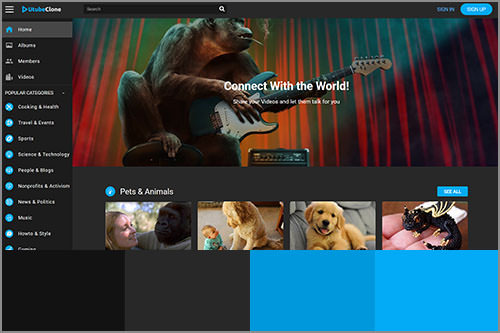 UtubeClone
Search
SIGN IN
SIGN UP
Home
Albums
Members
Videos
POPULAR CATEGORIES
Cooking & Health
Travel & Events
Sports
Science & Technology
People & Blogs
Nonprofits & Activism
News & Politics
Music
Howto & Style
Gaming
Connect With the World!
Share your Videos and let them talk for you
Pets & Animals
SEE ALL